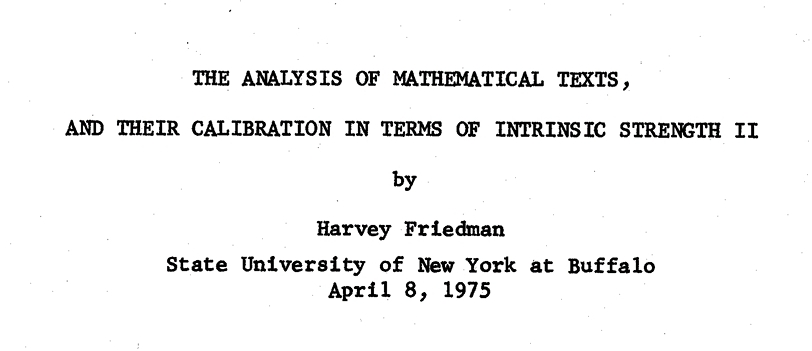 THE ANALYSIS OF MATHEMATICAL TEXTS,
AND THEIR CALIBRATION IN TERMS OF INTRINSIC STRENGTH II
by
Harvey Friedman
State University of New York at Buffalo
April 8, 1975